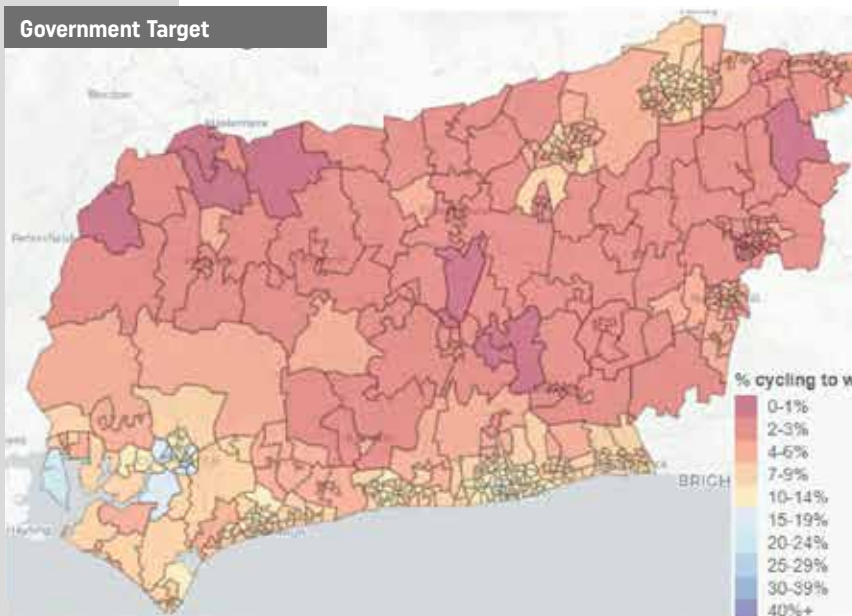 Government Target
Petersfield
% cycling to w
0-1%
2-3%
4-6%
7-9%
10-14%
15-19%
20-24%
25-29%
30-39%
40%+
BRIGH